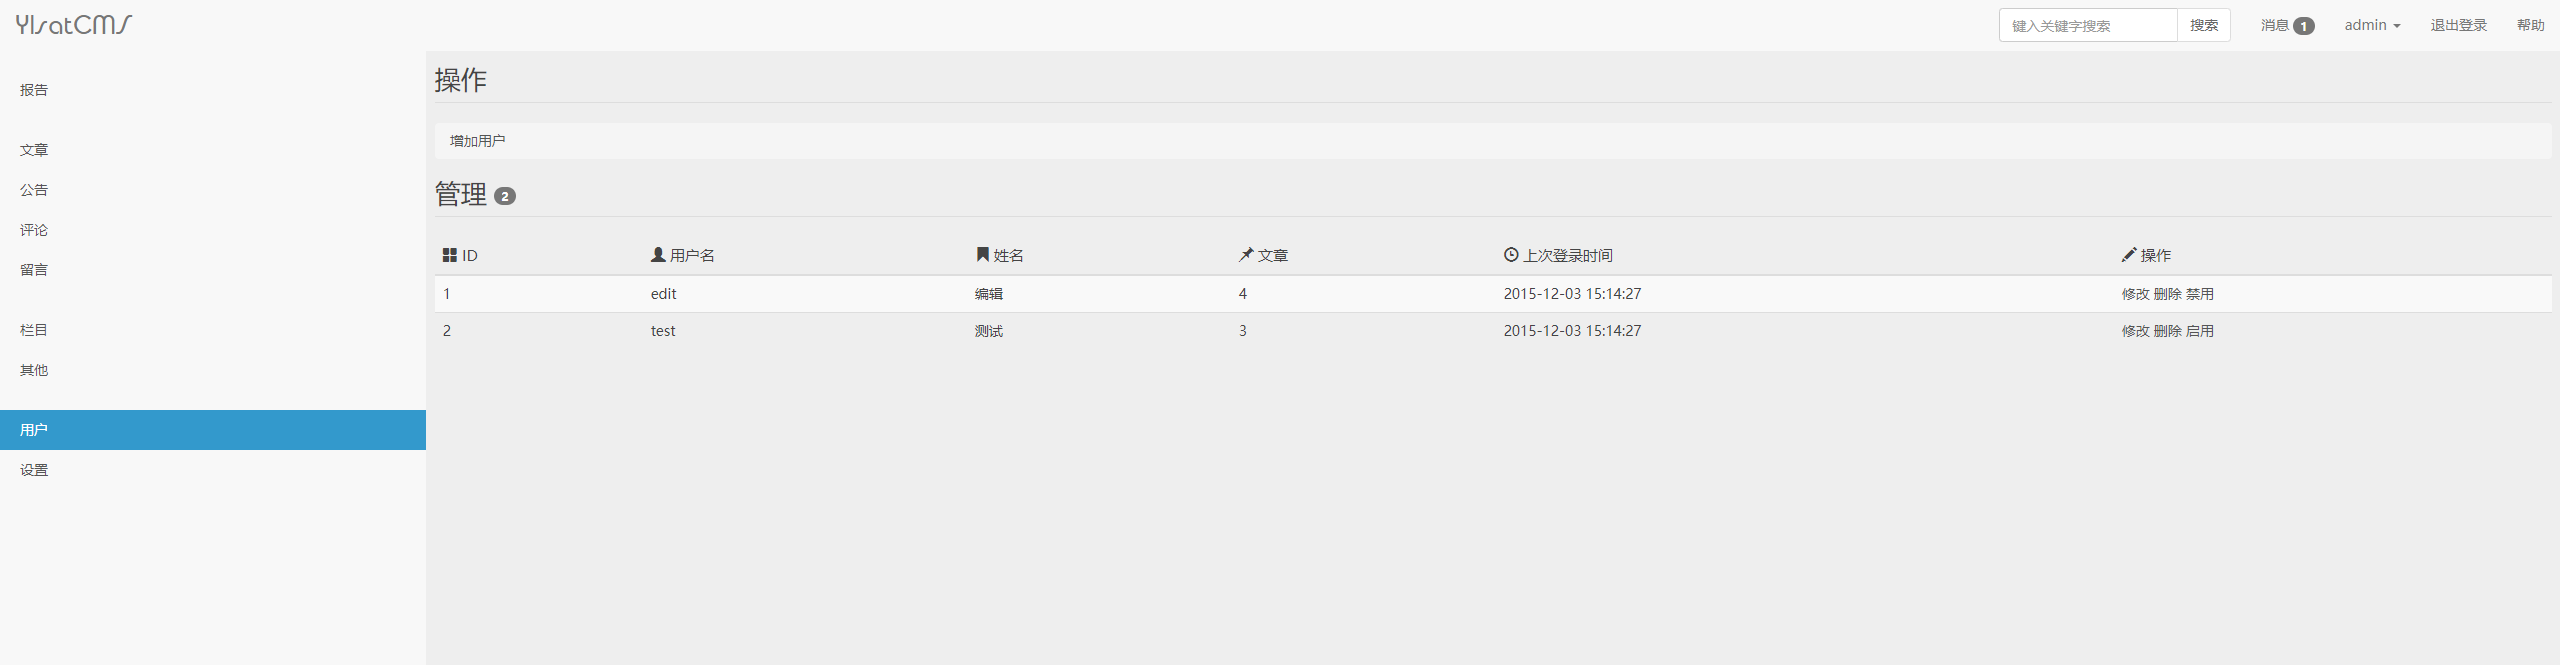 YlsatCMS 键入关键字搜索 搜索 消息 1 admin 退出登录 帮助
报告
文章
公告
评论
留言
栏目
其他
用户
设置
操作
增加用户
管理 2
ID 用户名 姓名 文章 上次登录时间 操作
1 edit 编辑 4 2015-12-03 15:14:27 修改 删除 禁用
2 test 测试 3 2015-12-03 15:14:27 修改 删除 启用